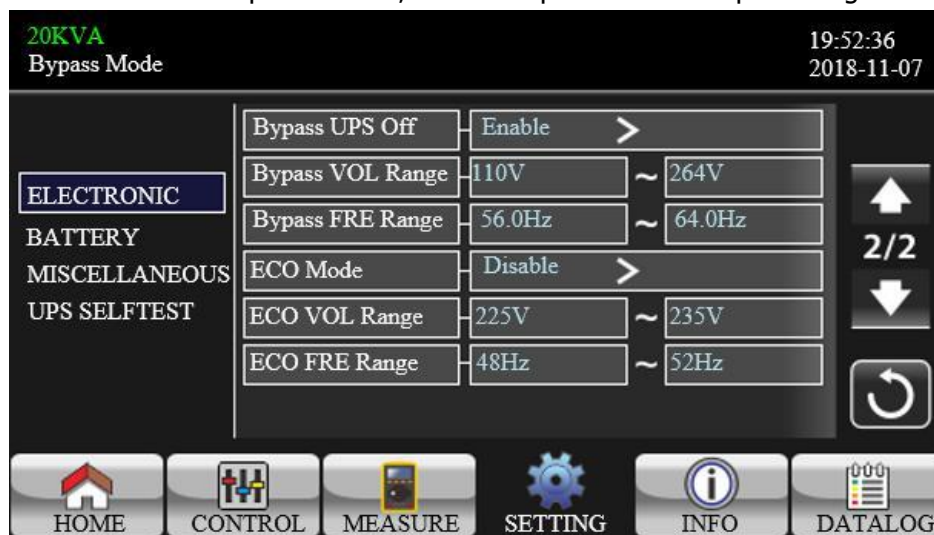 20KVA
Bypass Mode
19:52:36
2018-11-07
ELECTRONIC
BATTERY
MISCELLANEOUS
UPS SELFTEST
Bypass UPS Off Enable >
Bypass VOL Range 110V ~ 264V
Bypass FRE Range 56.0Hz ~ 64.0Hz
ECO Mode Disable >
ECO VOL Range 225V ~ 235V
ECO FRE Range 48Hz ~ 52Hz
2/2
HOME CONTROL MEASURE SETTING INFO DATALOG